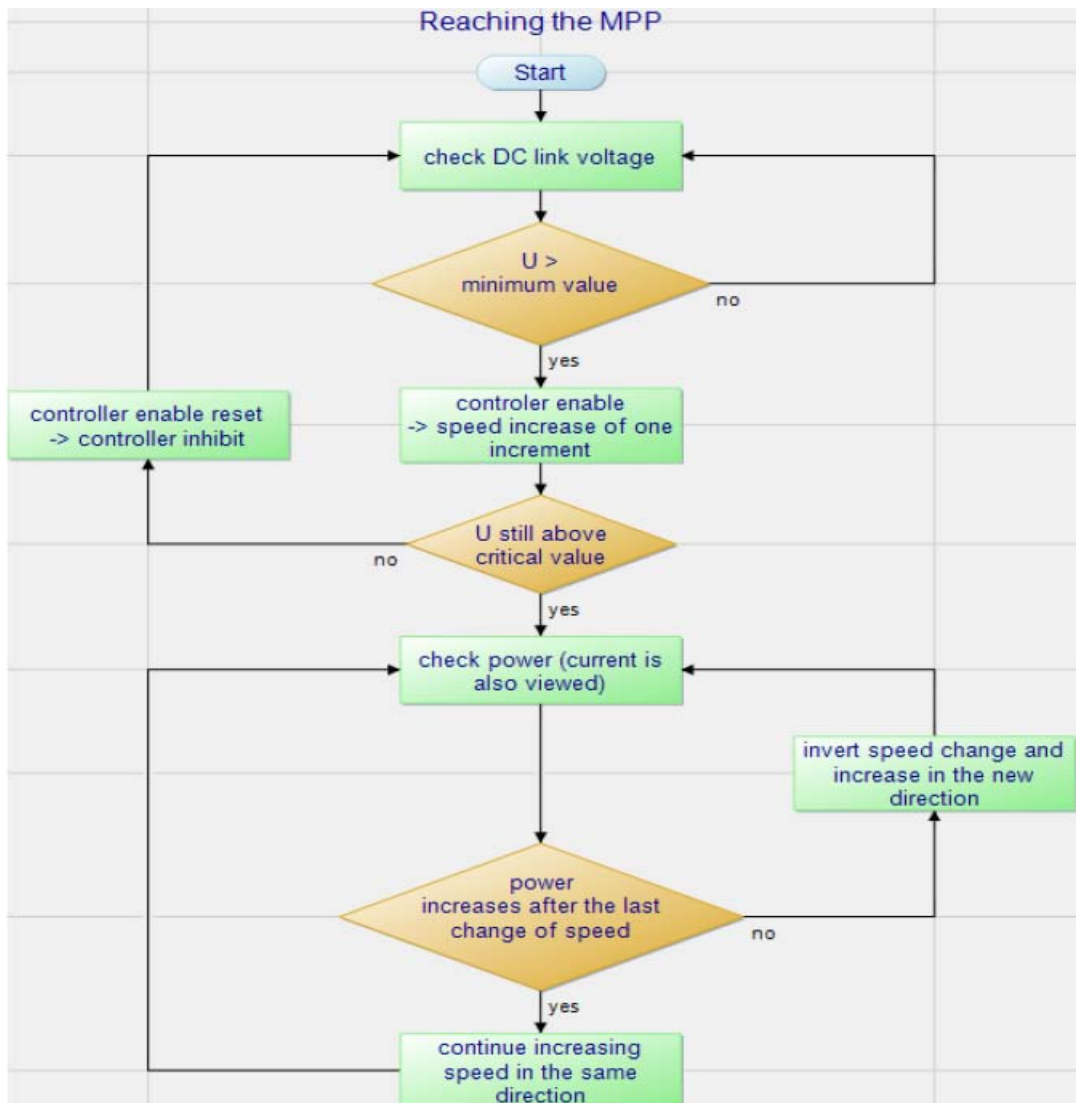 Reaching the MPP
Start
check DC link voltage
U >
minimum value
no
yes
controller enable reset
-> controller inhibit
controler enable
-> speed increase of one
increment
U still above
critical value
no
yes
check power (current is
also viewed)
invert speed change and
increase in the new
direction
power
increases after the last
change of speed
no
yes
continue increasing
speed in the same
direction